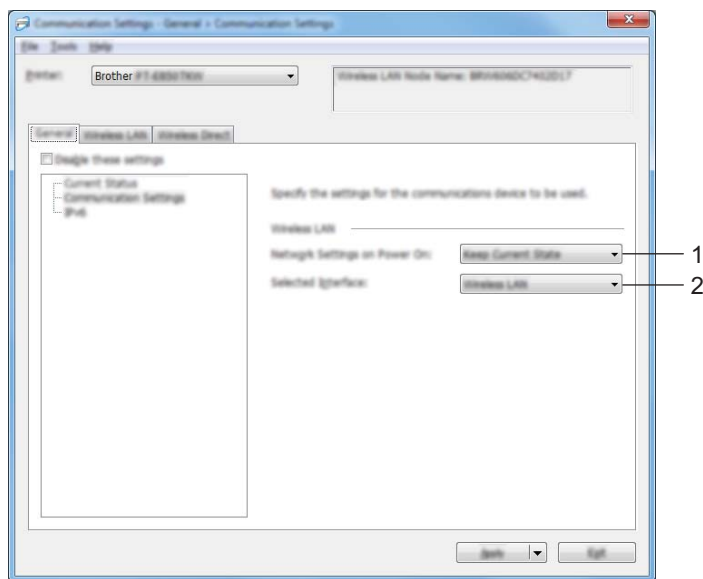 Communication Settings - General > Communication Settings
File Tools Help
Printer:
Brother
Wireless LAN Node Name:
General Wireless LAN Wireless Direct
Disable these settings
Current Status
Communication Settings
IPv6
Specify the settings for the communications device to be used.
Wireless LAN
Network Settings on Power On:
Keep Current State
1
Selected Interface:
Wireless LAN
2
Apply
Exit